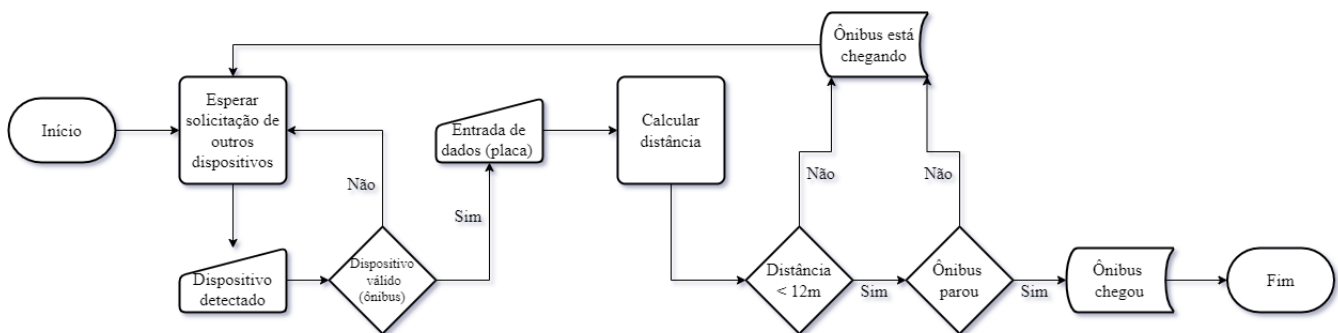 Início
Esperar
solicitação de
outros
dispositivos
Dispositivo
detectado
Dispositivo
válido
(ônibus)
Não
Sim
Entrada de
dados (placa)
Calcular
distância
Distância
< 12m
Não
Sim
Ônibus
parou
Não
Sim
Ônibus está
chegando
Ônibus
chegou
Fim